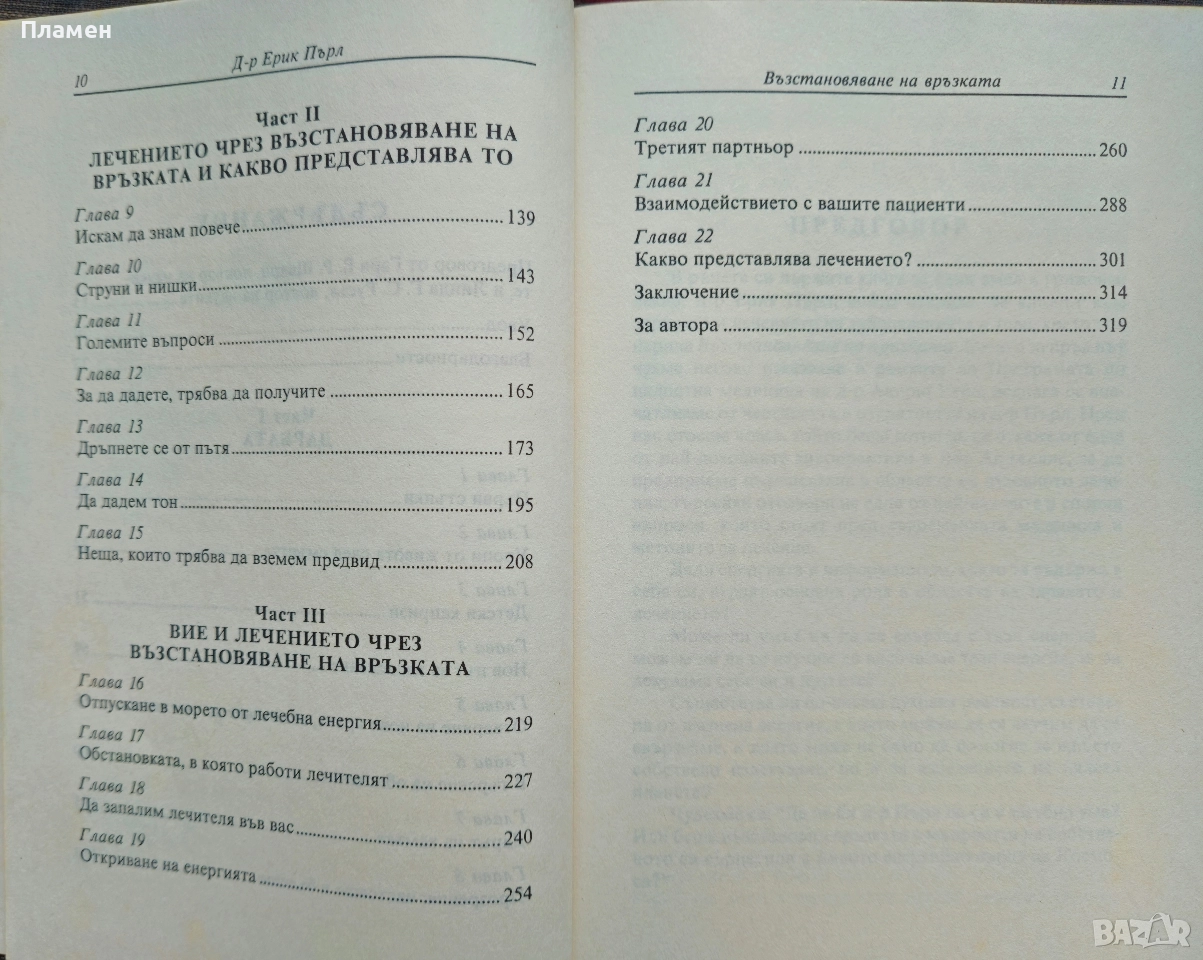 Пламен
10
Д-р Ерик Пърл
Част II
ЛЕЧЕНИЕТО ЧРЕЗ ВЪЗСТАНОВЯВАНЕ НА
ВРЪЗКАТА И КАКВО ПРЕДСТАВЛЯВА ТО
Глава 9
Искам да знам повече 139
Глава 10
Струни и нишки 143
Глава 11
Големите въпроси 152
Глава 12
За да дадете, трябва да получите 165
Глава 13
Дръпнете се от пътя 173
Глава 14
Да дадем тон 195
Глава 15
Неща, които трябва да вземем предвид 208
Част III
ВИЕ И ЛЕЧЕНИЕТО ЧРЕЗ
ВЪЗСТАНОВЯВАНЕ НА ВРЪЗКАТА
Глава 16
Отпускане в морето от лечебна енергия 219
Глава 17
Обстановката, в която работи лечителят 227
Глава 18
Да запалим лечителя във вас 240
Глава 19
Откриване на енергията 254
Възстановяване на връзката 11
Глава 20
Третият партньор 260
Глава 21
Взаимодействието с вашите пациенти 288
Глава 22
Какво представлява лечението? 301
Заключение 314
За автора 319
BAZAR